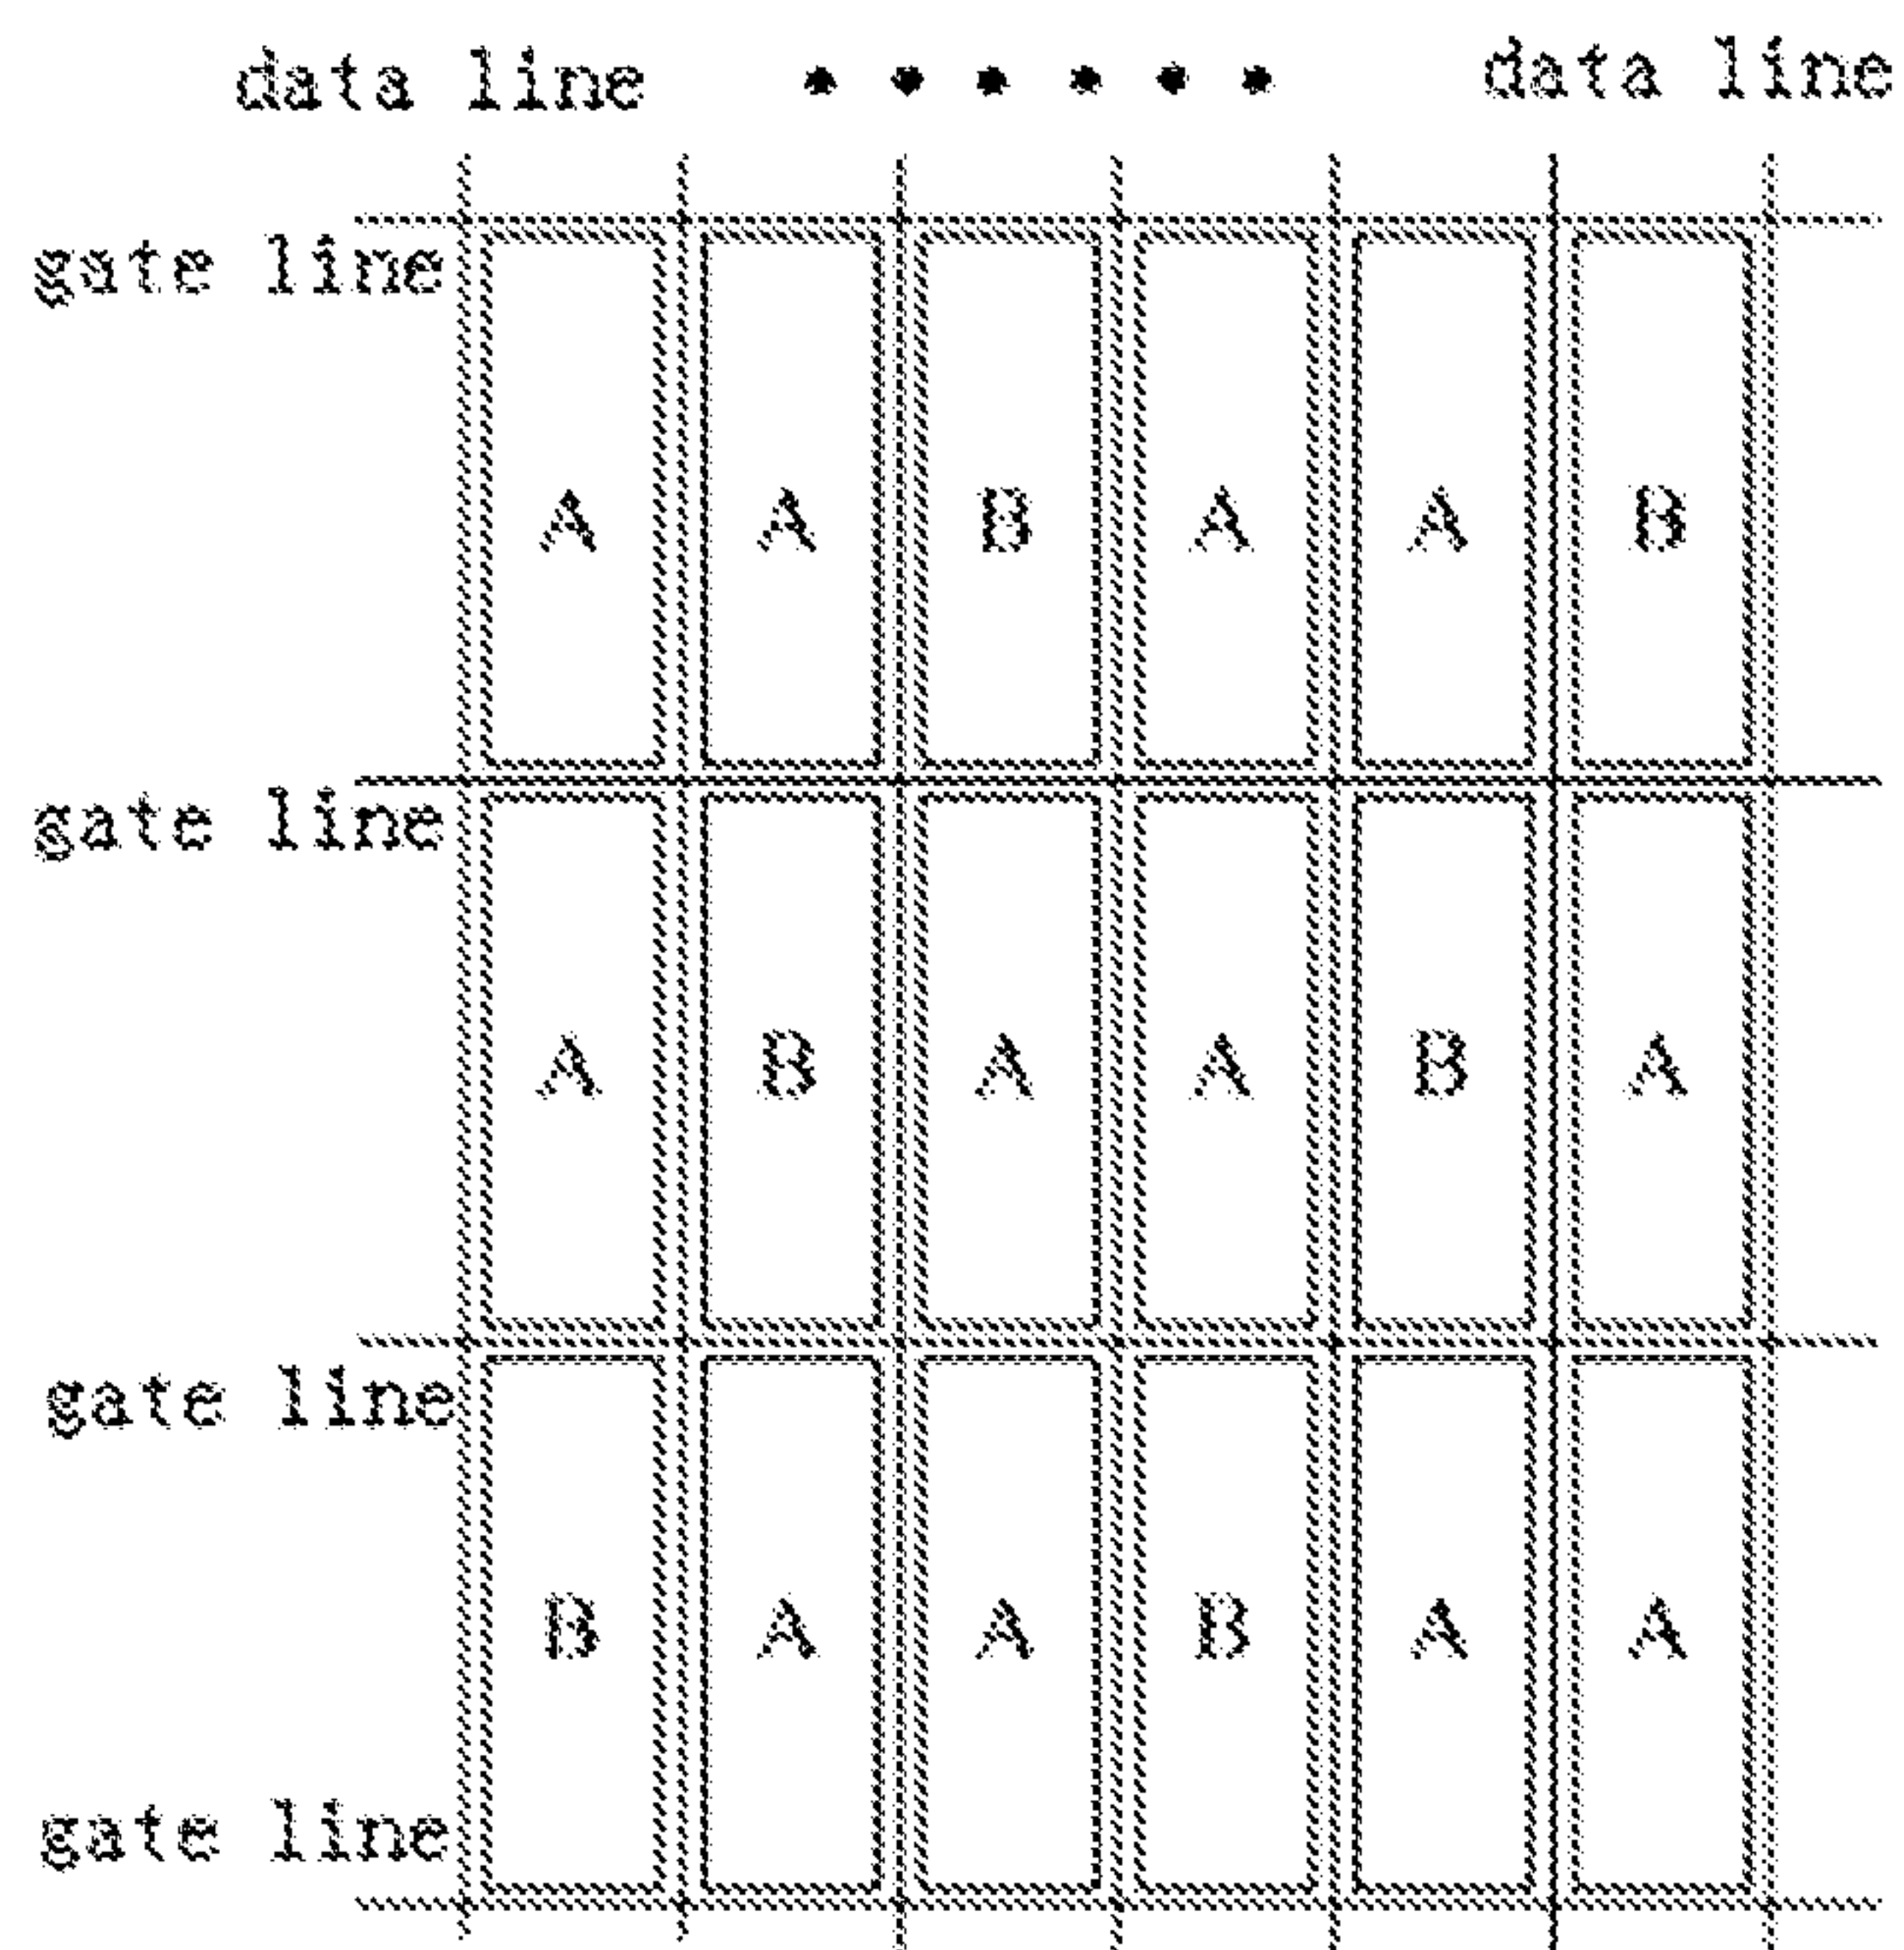 data line • • • • • • data line
gate line
A A B A A B
gate line
A B A A B A
gate line
B A A B A A
gate line